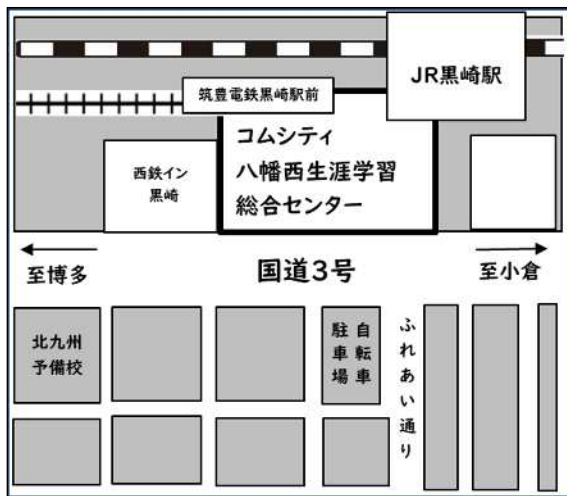 JR黒崎駅
筑豊電鉄黒崎駅前
コムシティ
八幡西生涯学習
総合センター
西鉄イン
黒崎
至博多
国道3号
至小倉
北九州
予備校
自転車
駐車場
ふれあい通り